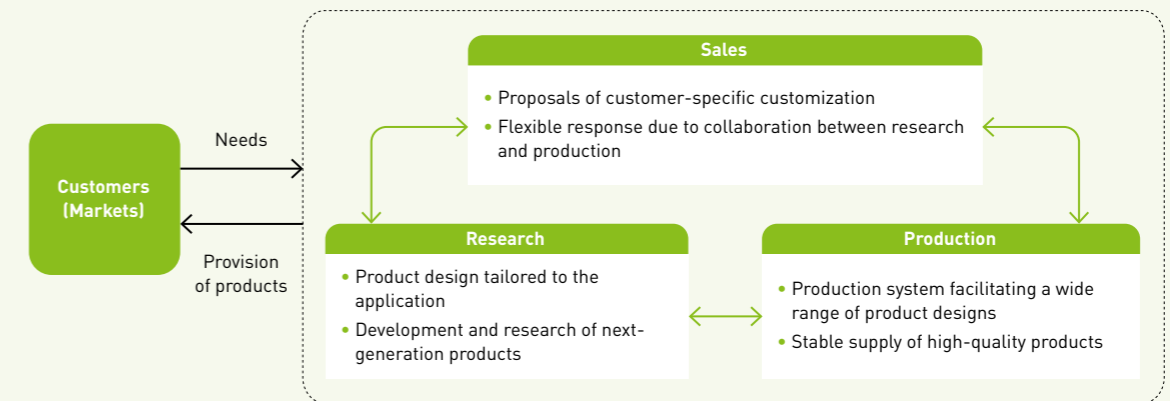 Customers
(Markets)
Needs
Provision
of products
Sales
• Proposals of customer-specific customization
• Flexible response due to collaboration between research
and production
Research
• Product design tailored to the
application
• Development and research of next-
generation products
Production
• Production system facilitating a wide
range of product designs
• Stable supply of high-quality products